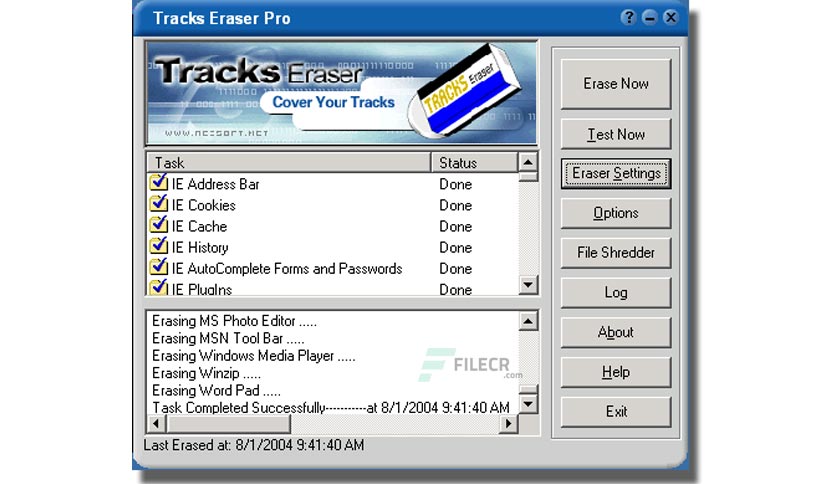 Tracks Eraser Pro
Tracks Eraser
Cover Your Tracks
TRACKS Eraser
www.acesoft.net
Task Status
IE Address Bar Done
IE Cookies Done
IE Cache Done
IE History Done
IE AutoComplete Forms and Passwords Done
IE PlugIns Done
Erasing MS Photo Editor .....
Erasing MSN Tool Bar .....
Erasing Windows Media Player .....
Erasing Winzip .....
Erasing Word Pad .....
Task Completed Successfully----------at 8/1/2004 9:41:40 AM
FILECR
.com
Last Erased at: 8/1/2004 9:41:40 AM
Erase Now
Test Now
Eraser Settings
Options
File Shredder
Log
About
Help
Exit